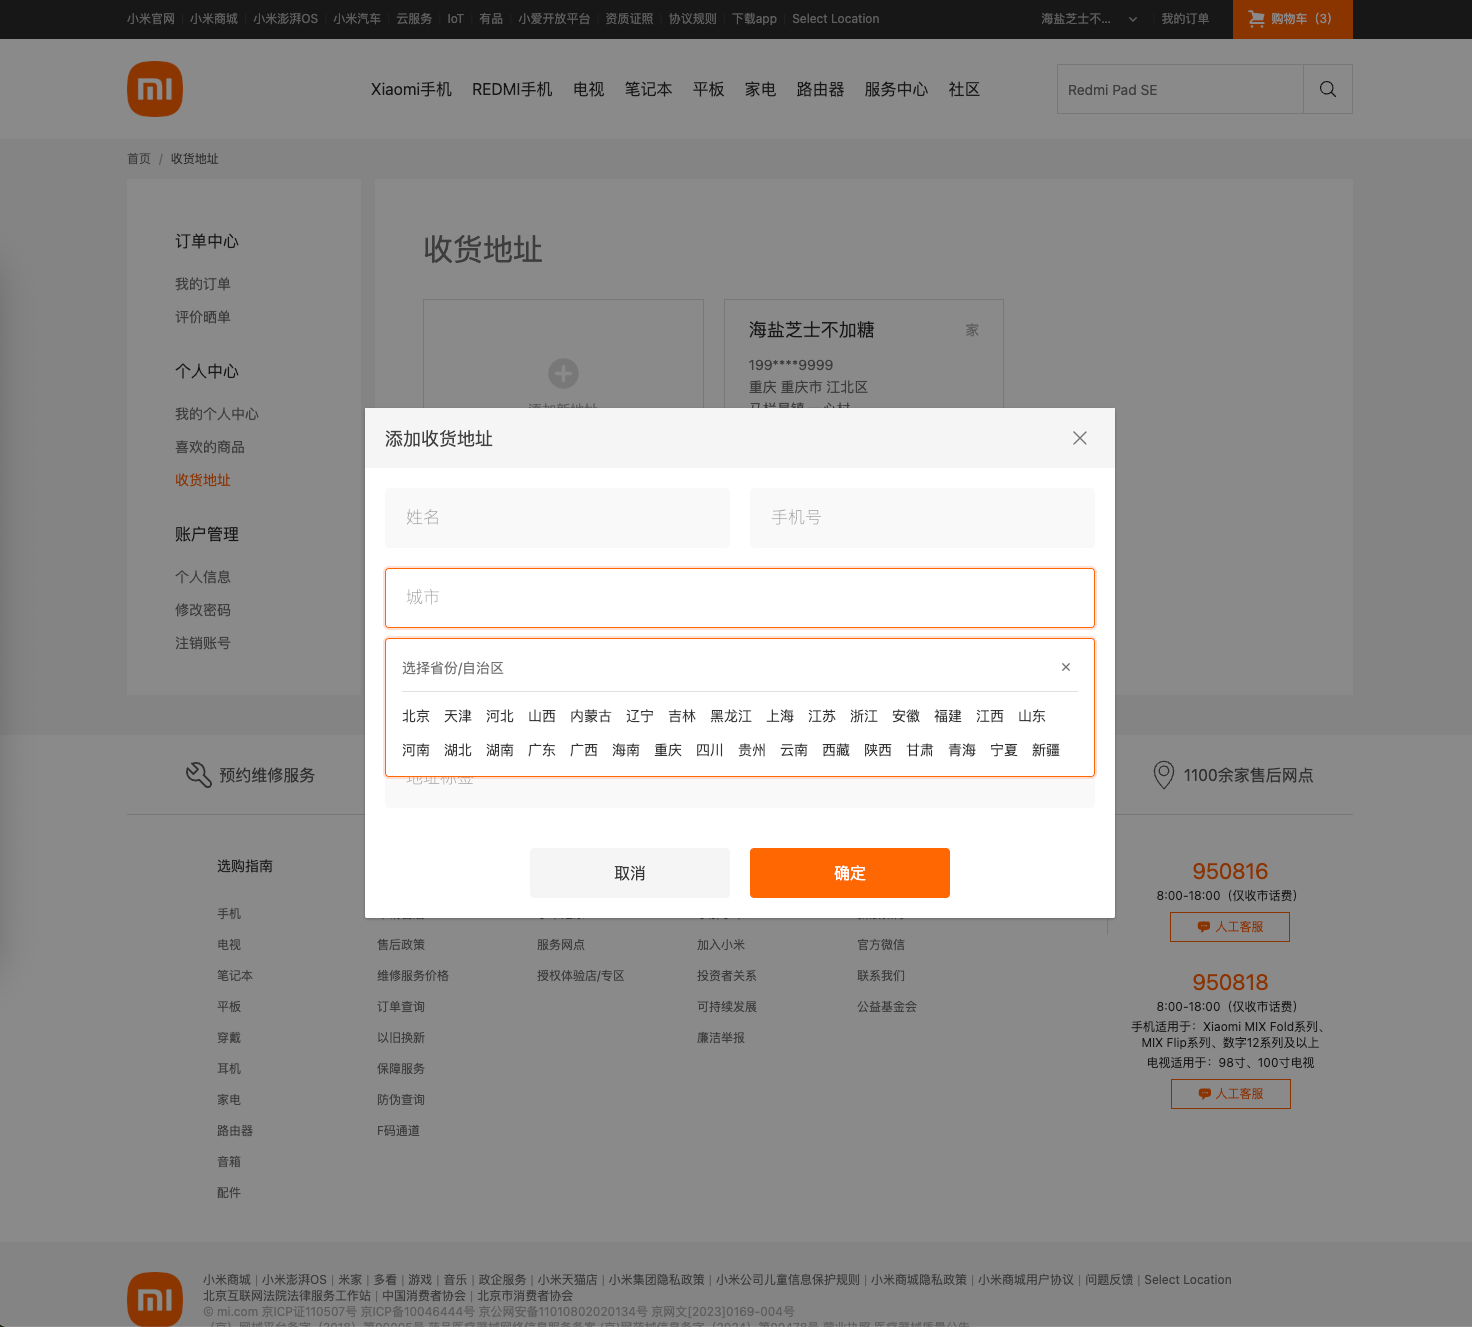 小米官网 小米商城 小米澎湃OS 小米汽车 云服务 IoT 有品 小爱开放平台 资质证照 协议规则 下载app Select Location 海盐芝士不... 我的订单 购物车（3）
Xiaomi手机 REDMI手机 电视 笔记本 平板 家电 路由器 服务中心 社区 Redmi Pad SE
首页 / 收货地址
订单中心
我的订单
评价晒单
个人中心
我的个人中心
喜欢的商品
收货地址
账户管理
个人信息
修改密码
注销账号
收货地址
海盐芝士不加糖 家
199****9999
重庆 重庆市 江北区
添加收货地址
姓名 手机号
城市
选择省份/自治区
北京 天津 河北 山西 内蒙古 辽宁 吉林 黑龙江 上海 江苏 浙江 安徽 福建 江西 山东
河南 湖北 湖南 广东 广西 海南 重庆 四川 贵州 云南 西藏 陕西 甘肃 青海 宁夏 新疆
地址标签
取消 确定
预约维修服务 1100余家售后网点
选购指南
手机
电视
笔记本
平板
穿戴
耳机
家电
路由器
音箱
配件
售后政策
维修服务价格
订单查询
以旧换新
保障服务
防伪查询
F码通道
服务网点
授权体验店/专区
加入小米
投资者关系
可持续发展
廉洁举报
官方微信
联系我们
公益基金会
950816
8:00-18:00（仅收市话费）
人工客服
950818
8:00-18:00（仅收市话费）
手机适用于：Xiaomi MIX Fold系列、
MIX Flip系列、数字12系列及以上
电视适用于：98寸、100寸电视
人工客服
小米商城 | 小米澎湃OS | 米家 | 多看 | 游戏 | 音乐 | 政企服务 | 小米天猫店 | 小米集团隐私政策 | 小米公司儿童信息保护规则 | 小米商城隐私政策 | 小米商城用户协议 | 问题反馈 | Select Location
北京互联网法院法律服务工作站 | 中国消费者协会 | 北京市消费者协会
© mi.com 京ICP证110507号 京ICP备10046444号 京公网安备11010802020134号 京网文[2023]0169-004号